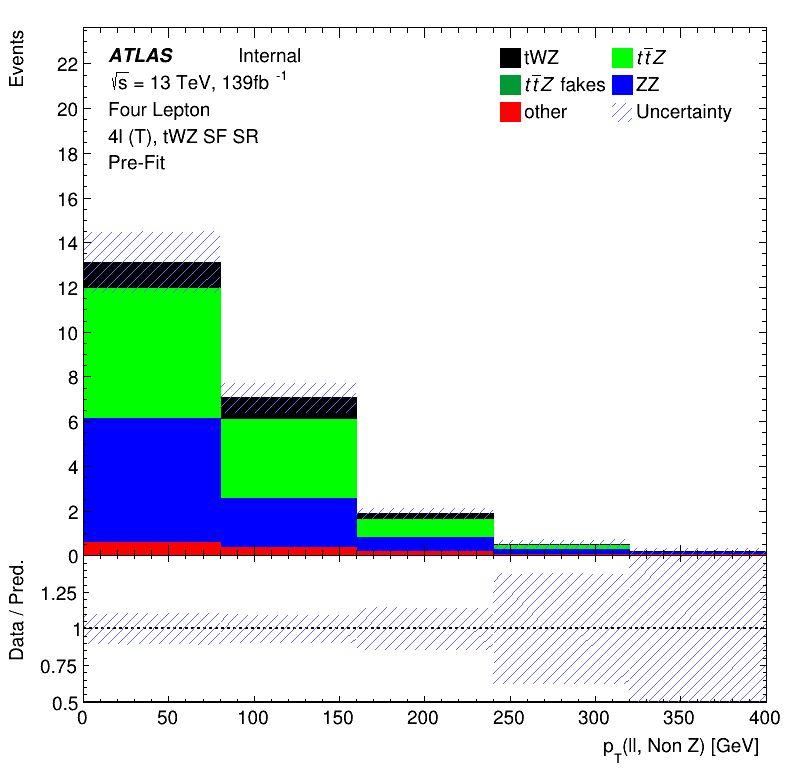 Events
ATLAS Internal
√s = 13 TeV, 139fb -1
Four Lepton
4l (T), tWZ SF SR
Pre-Fit
tWZ tt̄Z
tt̄Z fakes ZZ
other Uncertainty
22
20
18
16
14
12
10
8
6
4
2
0
Data / Pred.
1.25
1
0.75
0.5
0 50 100 150 200 250 300 350 400
pT(ll, Non Z) [GeV]